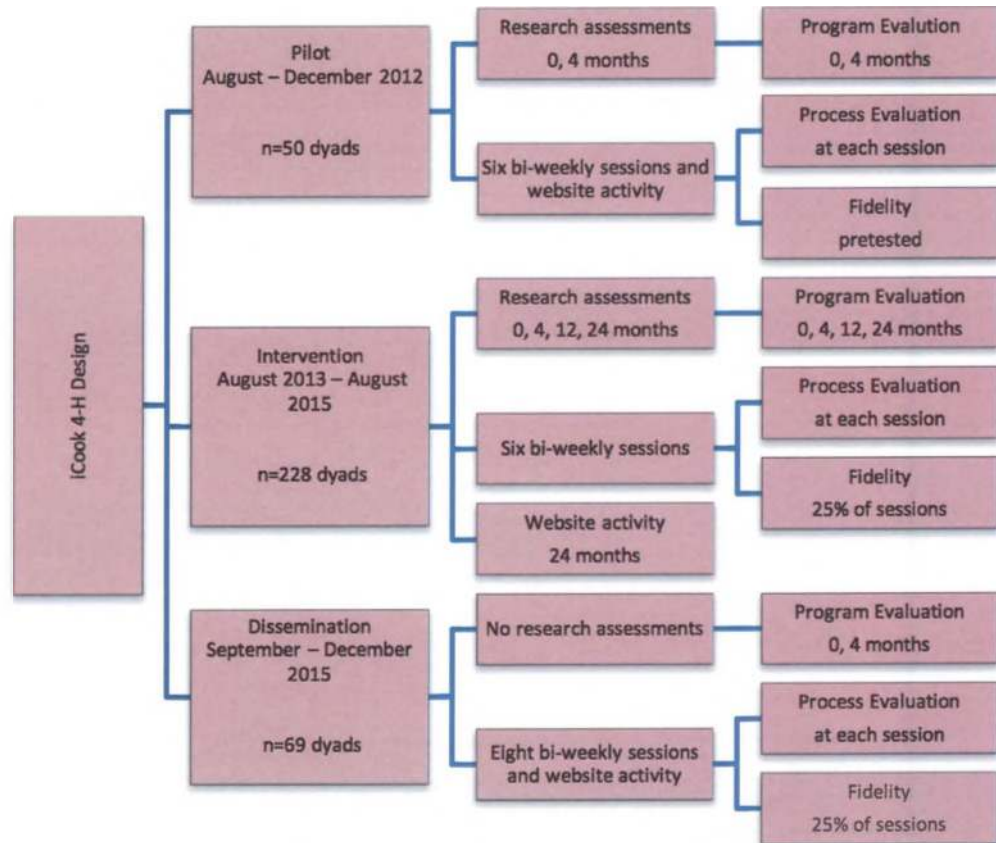 iCook 4-H Design
Pilot
August – December 2012
n=50 dyads
Research assessments
0, 4 months
Program Evalution
0, 4 months
Six bi-weekly sessions and
website activity
Process Evaluation
at each session
Fidelity
pretested
Intervention
August 2013 – August
2015
n=228 dyads
Research assessments
0, 4, 12, 24 months
Program Evaluation
0, 4, 12, 24 months
Six bi-weekly sessions
Process Evaluation
at each session
Fidelity
25% of sessions
Website activity
24 months
Dissemination
September – December
2015
n=69 dyads
No research assessments
Program Evaluation
0, 4 months
Eight bi-weekly sessions
and website activity
Process Evaluation
at each session
Fidelity
25% of sessions